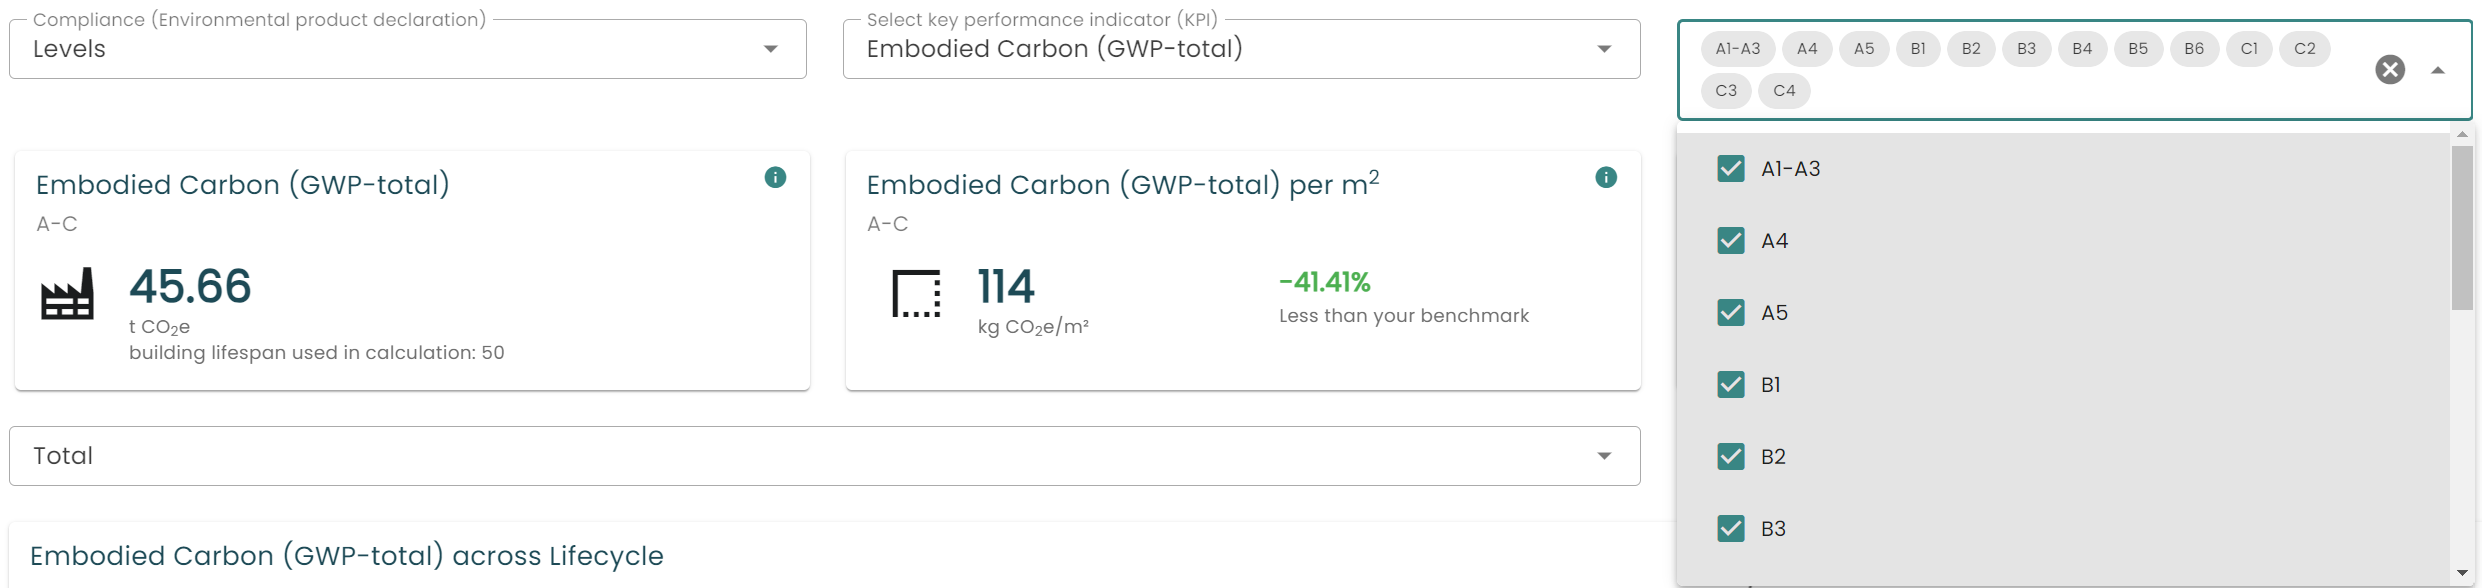 Compliance (Environmental product declaration)
Levels
Select key performance indicator (KPI)
Embodied Carbon (GWP-total)
A1-A3 A4 A5 B1 B2 B3 B4 B5 B6 C1 C2
C3 C4
Embodied Carbon (GWP-total)
A-C
45.66
t CO₂e
building lifespan used in calculation: 50
Embodied Carbon (GWP-total) per m²
A-C
114
kg CO₂e/m²
-41.41%
Less than your benchmark
A1-A3
A4
A5
B1
B2
B3
Total
Embodied Carbon (GWP-total) across Lifecycle